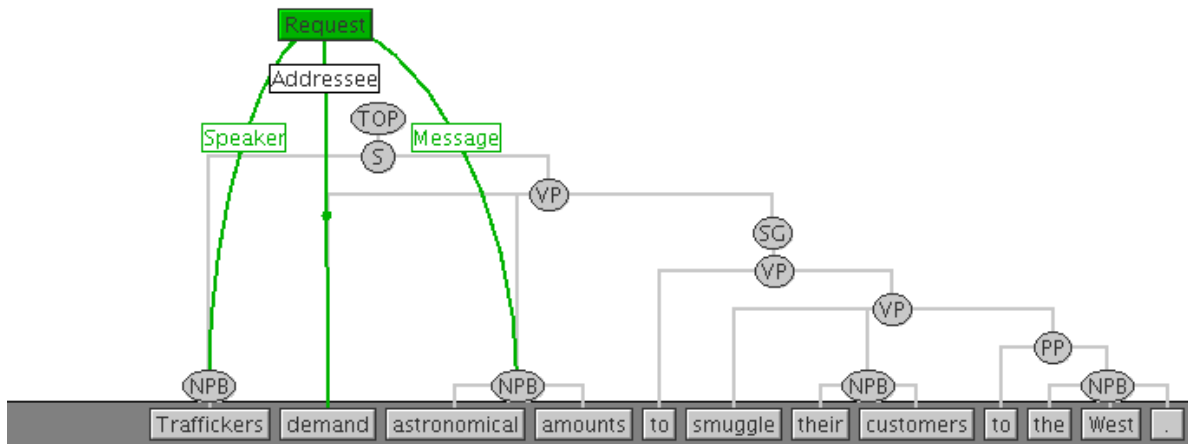 Request
Addressee
TOP
Speaker
Message
S
VP
SG
VP
VP
PP
NPB NPB NPB NPB
Traffickers demand astronomical amounts to smuggle their customers to the West .